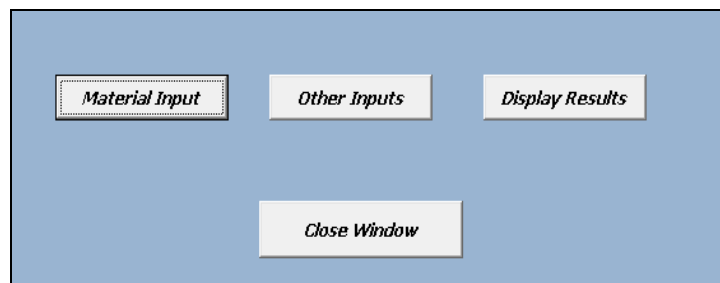 Material Input
Other Inputs
Display Results
Close Window